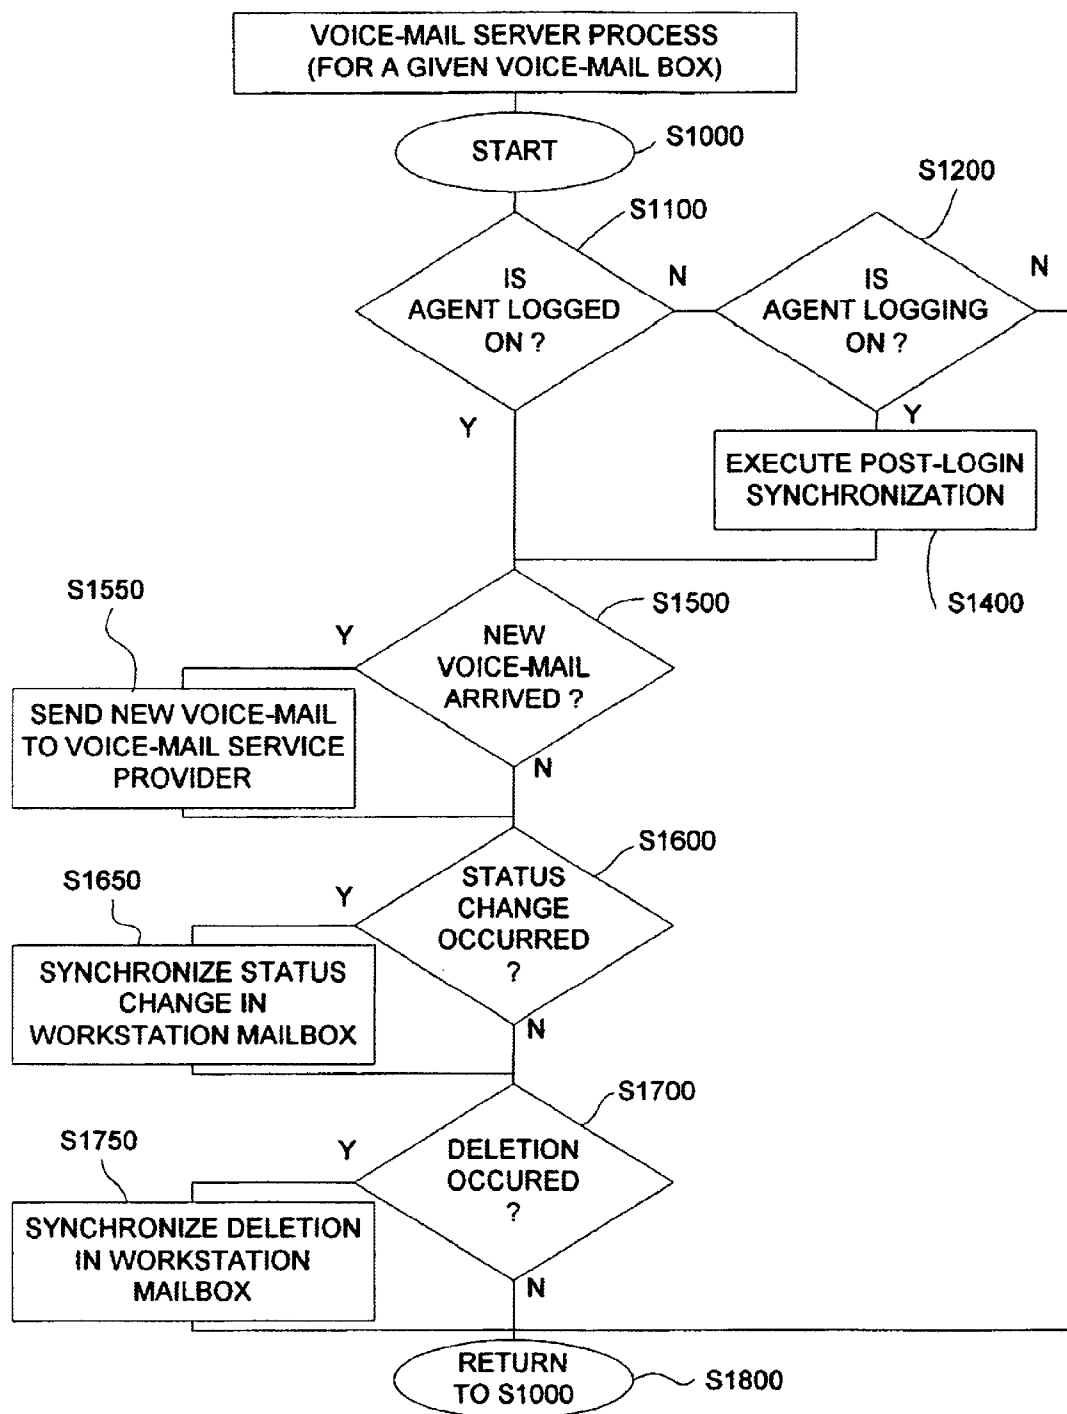 VOICE-MAIL SERVER PROCESS
(FOR A GIVEN VOICE-MAIL BOX)
START
S1000
S1100
S1200
IS
AGENT LOGGED
ON ?
N
IS
AGENT LOGGING
ON ?
N
Y
Y
EXECUTE POST-LOGIN
SYNCHRONIZATION
S1400
S1550
S1500
Y
NEW
VOICE-MAIL
ARRIVED ?
SEND NEW VOICE-MAIL
TO VOICE-MAIL SERVICE
PROVIDER
N
S1600
S1650
Y
STATUS
CHANGE
OCCURRED
?
SYNCHRONIZE STATUS
CHANGE IN
WORKSTATION MAILBOX
N
S1700
S1750
Y
DELETION
OCCURED
?
SYNCHRONIZE DELETION
IN WORKSTATION
MAILBOX
N
RETURN
TO S1000
S1800